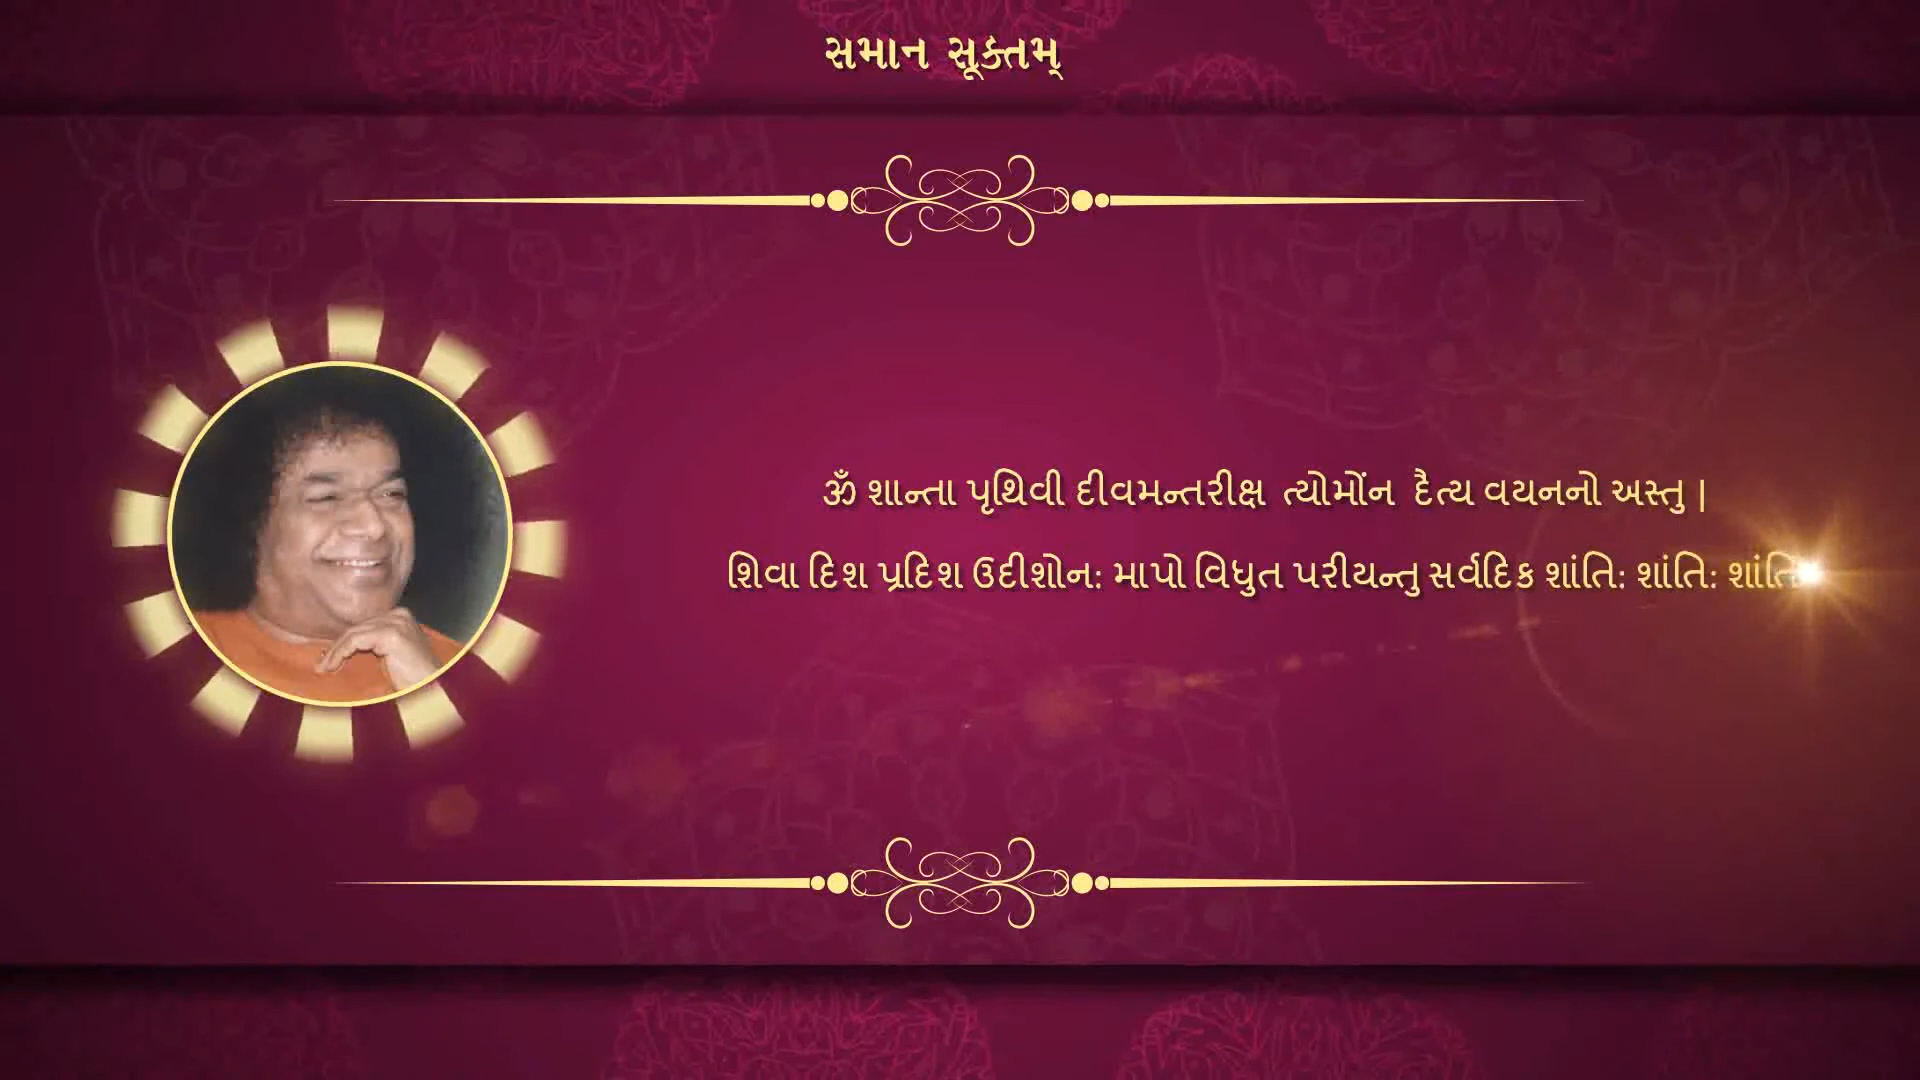 સમાન સૂક્તમ્
ૐ શાન્તા પૃથિવી દીવમન્તરીક્ષ ત્યોમોંન દૈત્ય વયનનો અસ્તુ |
શિવા દિશ પ્રદિશ ઉદીશોન: માપો વિધુત પરીયન્તુ સર્વદિક શાંતિ: શાંતિ: શાંતિ